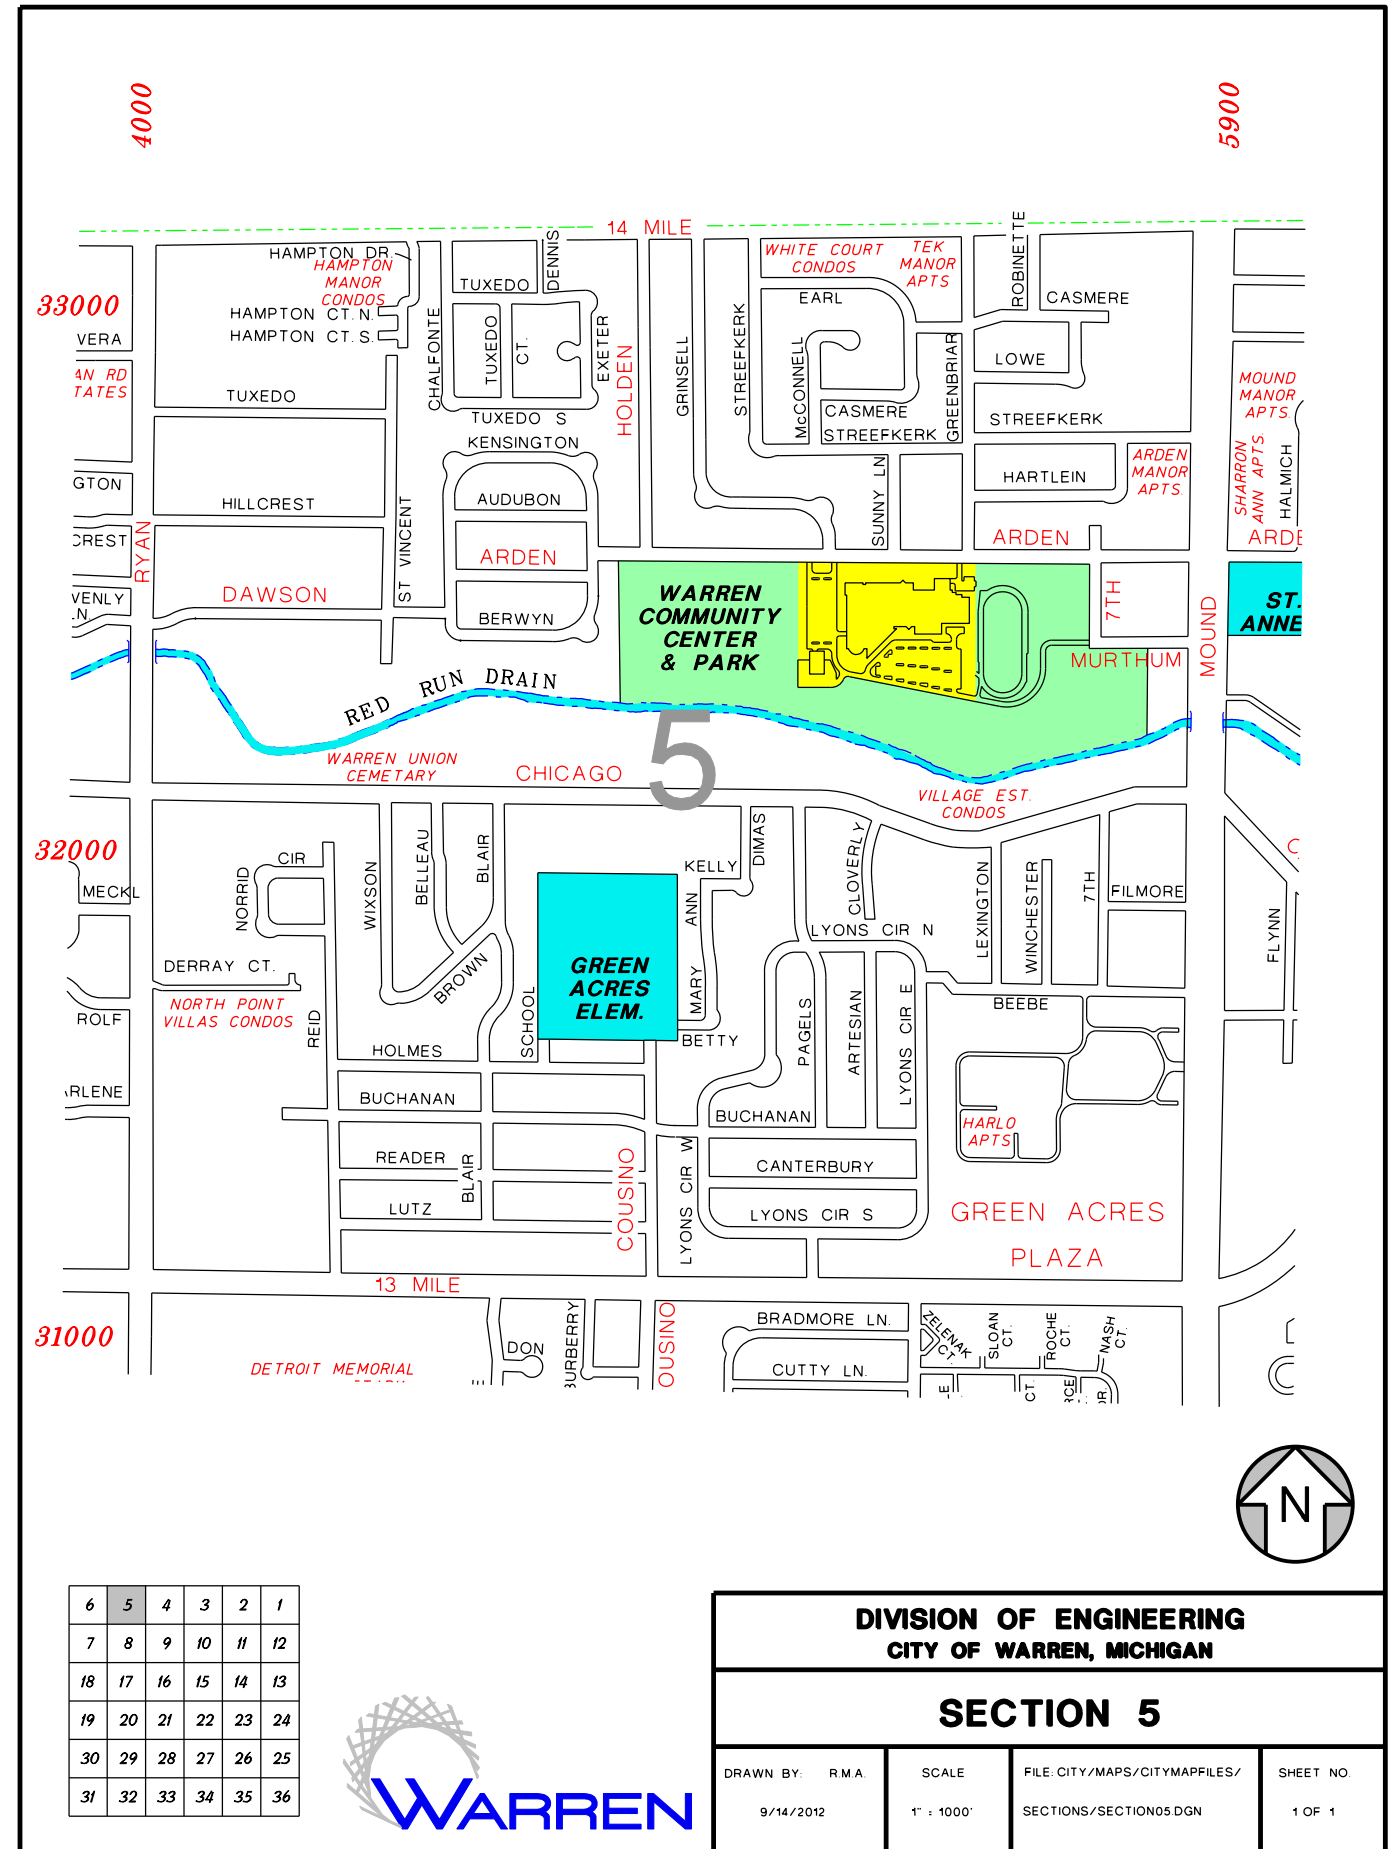 4000
5900
14 MILE
HAMPTON DR.
HAMPTON
MANOR
CONDOS
HAMPTON CT. N.
HAMPTON CT. S.
33000
VERA
AN RD
TATES
TUXEDO
CHALFONTE
TUXEDO
DENNIS
TUXEDO
CT.
EXETER
HOLDEN
TUXEDO S
KENSINGTON
AUDUBON
ARDEN
BERWYN
GRINSELL
STREEFKERK
WHITE COURT
CONDOS
TEK
MANOR
APTS
EARL
McCONNELL
CASMERE
STREEFKERK
GREENBRIAR
ROBINETTE
CASMERE
LOWE
STREEFKERK
HARTLEIN
ARDEN
MANOR
APTS.
MOUND
MANOR
APTS.
SHARRON
ANN APTS.
HALMICH
SUNNY LN
ARDEN
ARDE
GTON
CREST
VENLY
N.
RYAN
HILLCREST
ST VINCENT
DAWSON
WARREN
COMMUNITY
CENTER
& PARK
7TH
MOUND
MURTHUM
ST.
ANNE
RED RUN DRAIN
WARREN UNION
CEMETARY
CHICAGO
5
VILLAGE EST.
CONDOS
32000
MECKL
CIR
NORRID
WIXSON
BELLEAU
BLAIR
BROWN
DERRAY CT.
NORTH POINT
VILLAS CONDOS
REID
ROLF
HOLMES
SCHOOL
GREEN
ACRES
ELEM.
KELLY
DIMAS
ANN
MARY
BETTY
CLOVERLY
LYONS CIR N
PAGELS
ARTESIAN
LYONS CIR E
LEXINGTON
WINCHESTER
7TH
FILMORE
BEEBE
FLYNN
ARLENE
BUCHANAN
READER
BLAIR
LUTZ
COUSINO
BUCHANAN
LYONS CIR W
CANTERBURY
LYONS CIR S
HARLO
APTS
GREEN ACRES
PLAZA
13 MILE
31000
DETROIT MEMORIAL
DON
BURBERRY
OUSINO
BRADMORE LN.
CUTTY LN.
ZELENAK
CT.
SLOAN
CT.
ROCHE
CT.
NASH
CT.
CT.
RCE
DR.
N
6 5 4 3 2 1
7 8 9 10 11 12
18 17 16 15 14 13
19 20 21 22 23 24
30 29 28 27 26 25
31 32 33 34 35 36
WARREN
DIVISION OF ENGINEERING
CITY OF WARREN, MICHIGAN
SECTION 5
DRAWN BY: R.M.A.
9/14/2012
SCALE
1" = 1000'
FILE: CITY/MAPS/CITYMAPFILES/
SECTIONS/SECTION05.DGN
SHEET NO.
1 OF 1